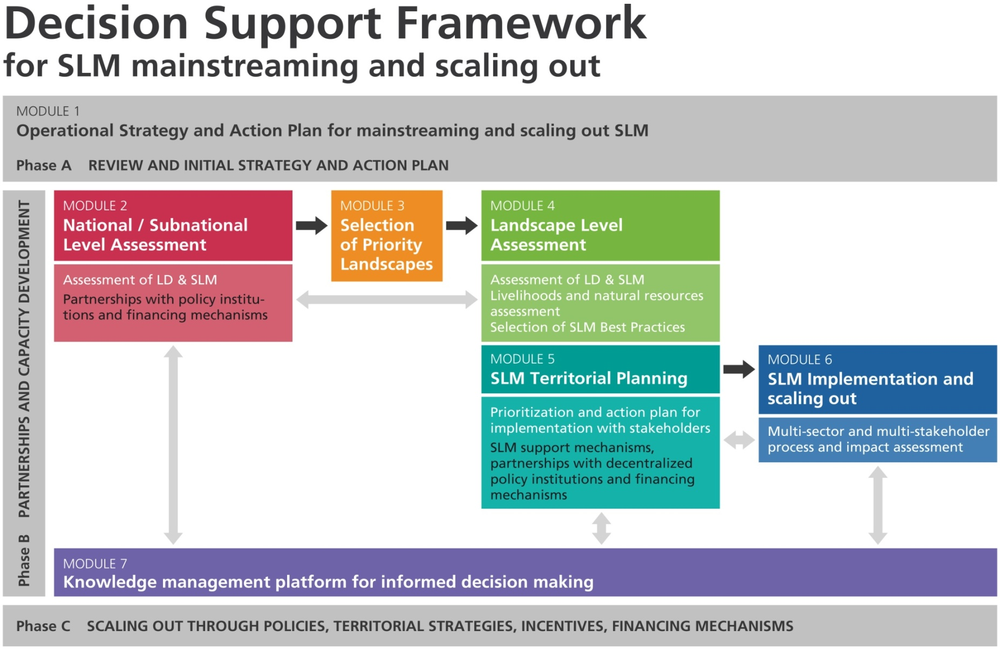 Decision Support Framework
for SLM mainstreaming and scaling out
MODULE 1
Operational Strategy and Action Plan for mainstreaming and scaling out SLM
Phase A REVIEW AND INITIAL STRATEGY AND ACTION PLAN
Phase B PARTNERSHIPS AND CAPACITY DEVELOPMENT
MODULE 2
National / Subnational
Level Assessment
Assessment of LD & SLM
Partnerships with policy institu-
tions and financing mechanisms
MODULE 3
Selection
of Priority
Landscapes
MODULE 4
Landscape Level
Assessment
Assessment of LD & SLM
Livelihoods and natural resources
assessment
Selection of SLM Best Practices
MODULE 5
SLM Territorial Planning
Prioritization and action plan for
implementation with stakeholders
SLM support mechanisms,
partnerships with decentralized
policy institutions and financing
mechanisms
MODULE 6
SLM Implementation and
scaling out
Multi-sector and multi-stakeholder
process and impact assessment
MODULE 7
Knowledge management platform for informed decision making
Phase C SCALING OUT THROUGH POLICIES, TERRITORIAL STRATEGIES, INCENTIVES, FINANCING MECHANISMS